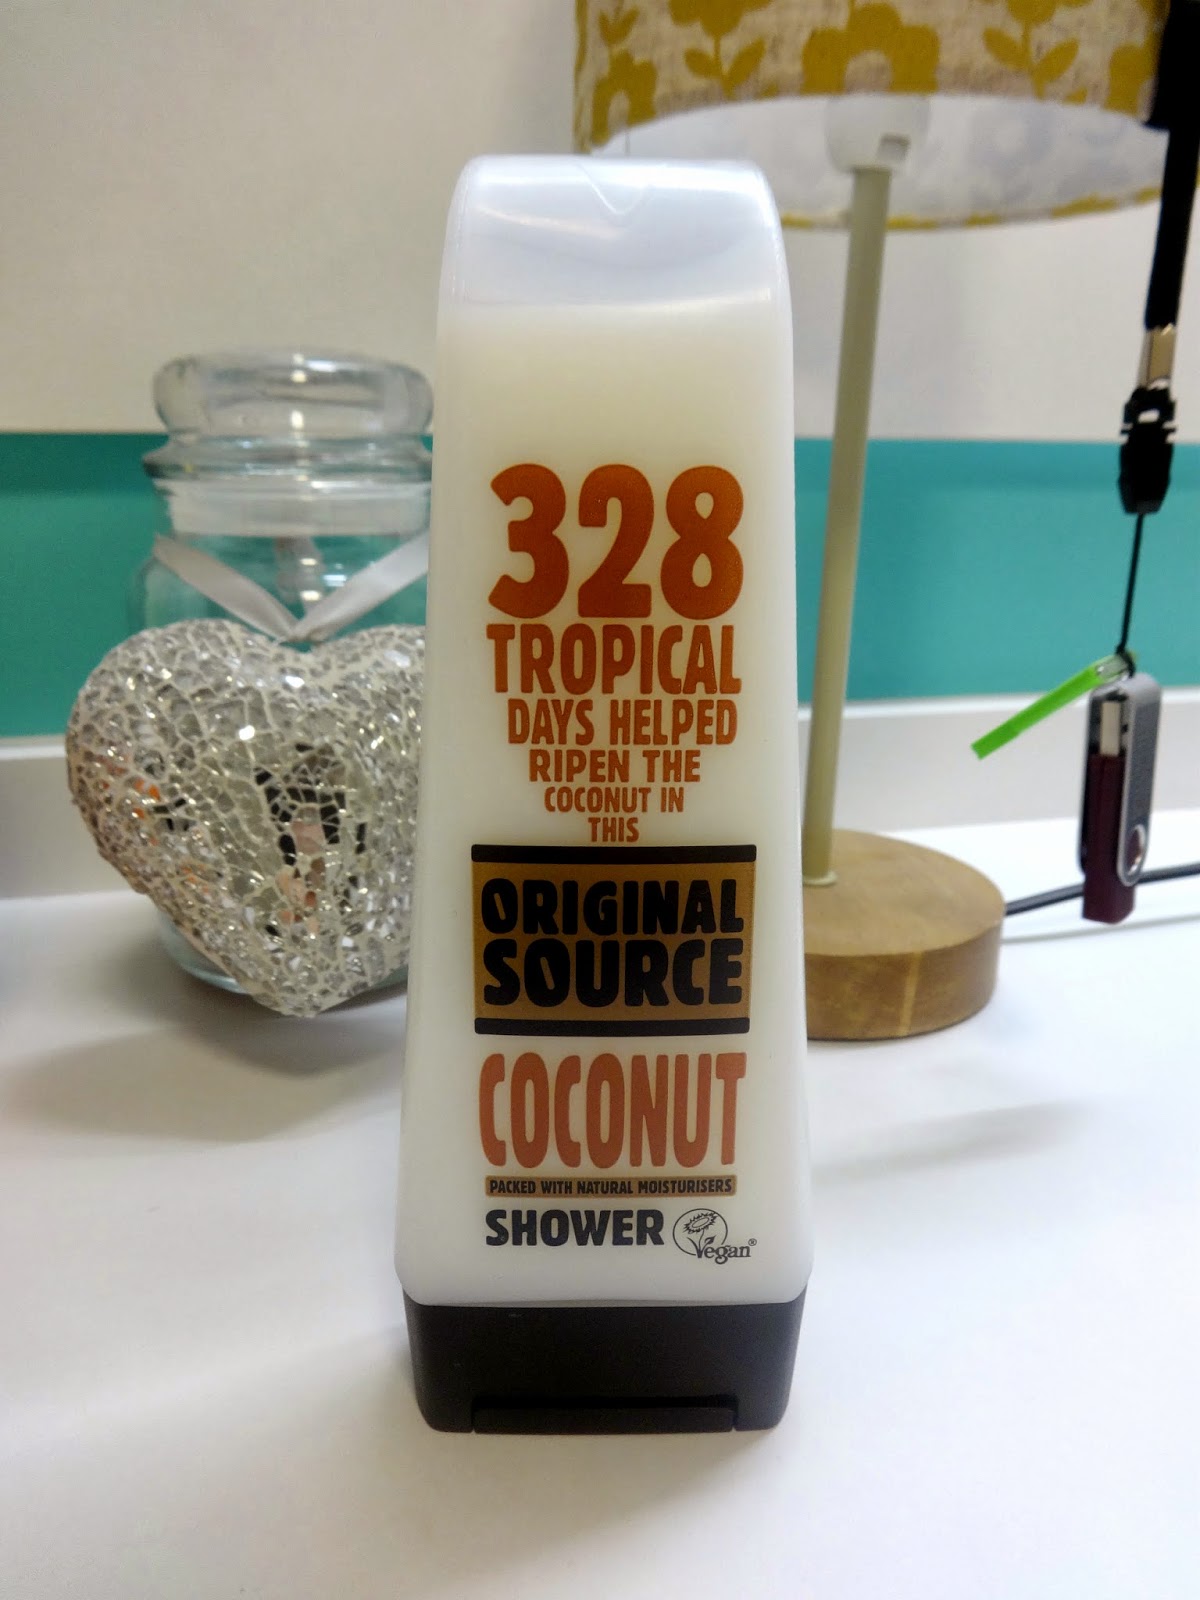 328
TROPICAL
DAYS HELPED
RIPEN THE
COCONUT IN
THIS
ORIGINAL
SOURCE
COCONUT
PACKED WITH NATURAL MOISTURISERS
SHOWER Vegan®